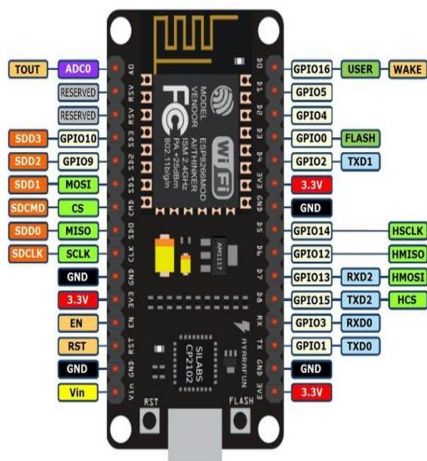 TOUT ADC0 A0 D0 GPIO16 USER WAKE
RESERVED RSV D1 GPIO5
RESERVED RSV D2 GPIO4
SDD3 GPIO10 SD3 D3 GPIO0 FLASH
SDD2 GPIO9 SD2 D4 GPIO2 TXD1
SDD1 MOSI SD1 3V3 3.3V
SDCMD CS CMD GND GND
SDD0 MISO SD0 D5 GPIO14 HSCLK
SDCLK SCLK CLK D6 GPIO12 HMISO
GND GND D7 GPIO13 RXD2 HMOSI
3.3V 3V3 D8 GPIO15 TXD2 HCS
EN EN RX GPIO3 RXD0
RST RST TX GPIO1 TXD0
GND GND GND GND
Vin Vin 3V3 3.3V
MODEL ESP8266MOD
VENDOR AITHINKER
ISM 2.4GHz
PA +25dBm
802.11b/g/n
FC
WiFi
AM1117
SILABS
CP2102
AYARAFUN
RST
FLASH